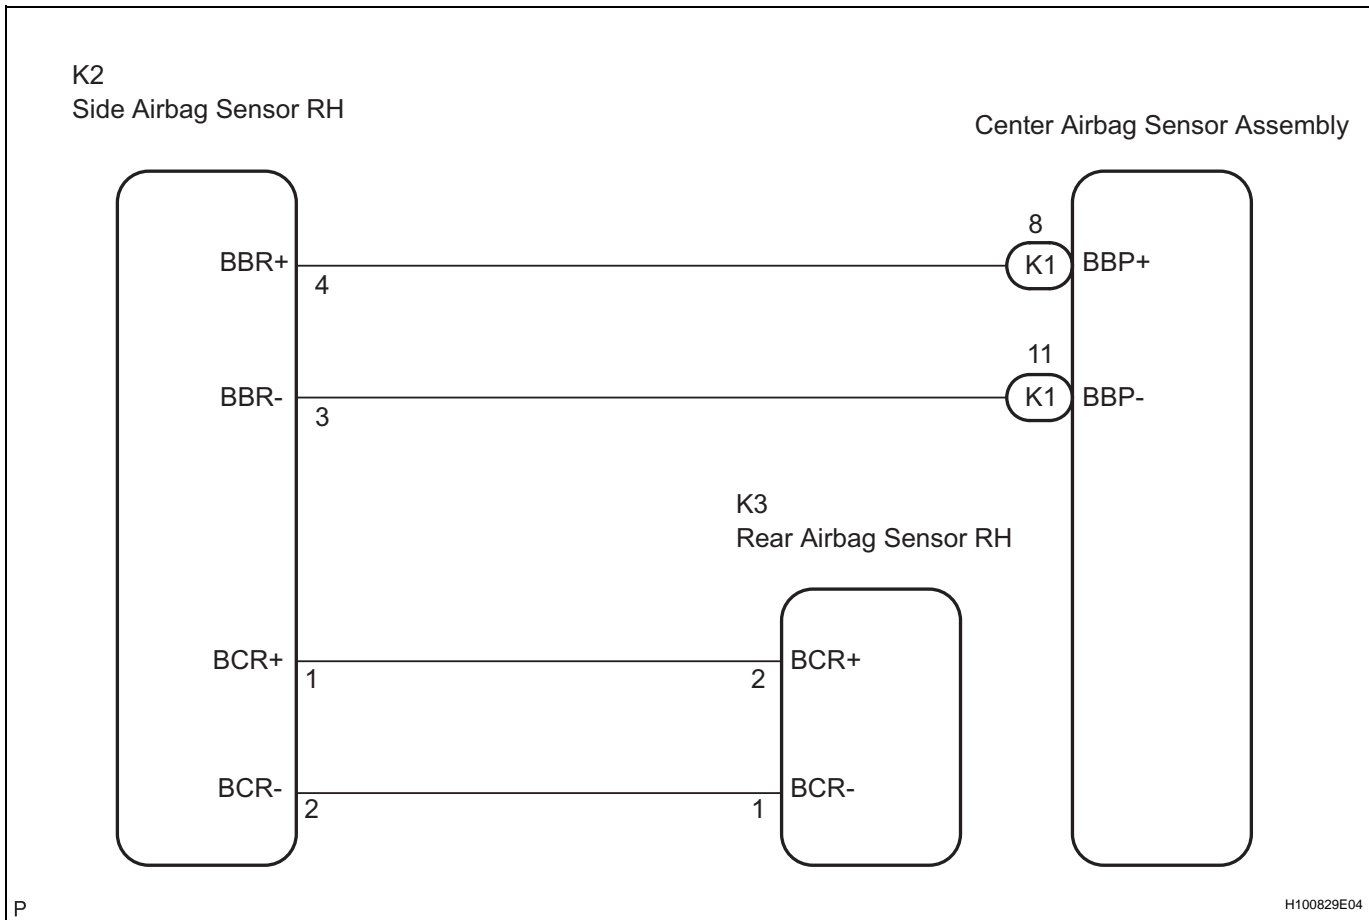 K2
Side Airbag Sensor RH
Center Airbag Sensor Assembly
8
BBR+
4
K1
BBP+
11
BBR-
3
K1
BBP-
K3
Rear Airbag Sensor RH
BCR+
1
2
BCR+
BCR-
2
1
BCR-
P
H100829E04